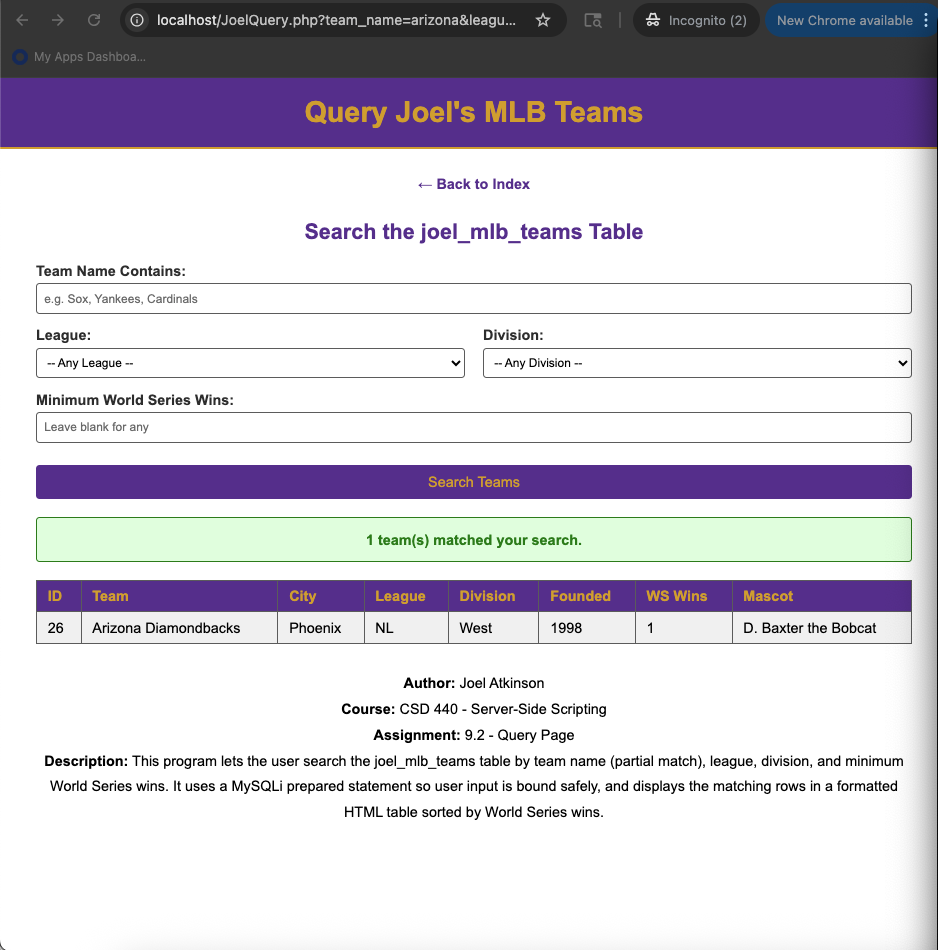 localhost/JoelQuery.php?team_name=arizona&leagu...
Incognito (2)
New Chrome available
My Apps Dashboa...
Query Joel's MLB Teams
← Back to Index
Search the joel_mlb_teams Table
Team Name Contains:
e.g. Sox, Yankees, Cardinals
League: Division:
-- Any League -- -- Any Division --
Minimum World Series Wins:
Leave blank for any
Search Teams
1 team(s) matched your search.
ID Team City League Division Founded WS Wins Mascot
26 Arizona Diamondbacks Phoenix NL West 1998 1 D. Baxter the Bobcat
Author: Joel Atkinson
Course: CSD 440 - Server-Side Scripting
Assignment: 9.2 - Query Page
Description: This program lets the user search the joel_mlb_teams table by team name (partial match), league, division, and minimum
World Series wins. It uses a MySQLi prepared statement so user input is bound safely, and displays the matching rows in a formatted
HTML table sorted by World Series wins.